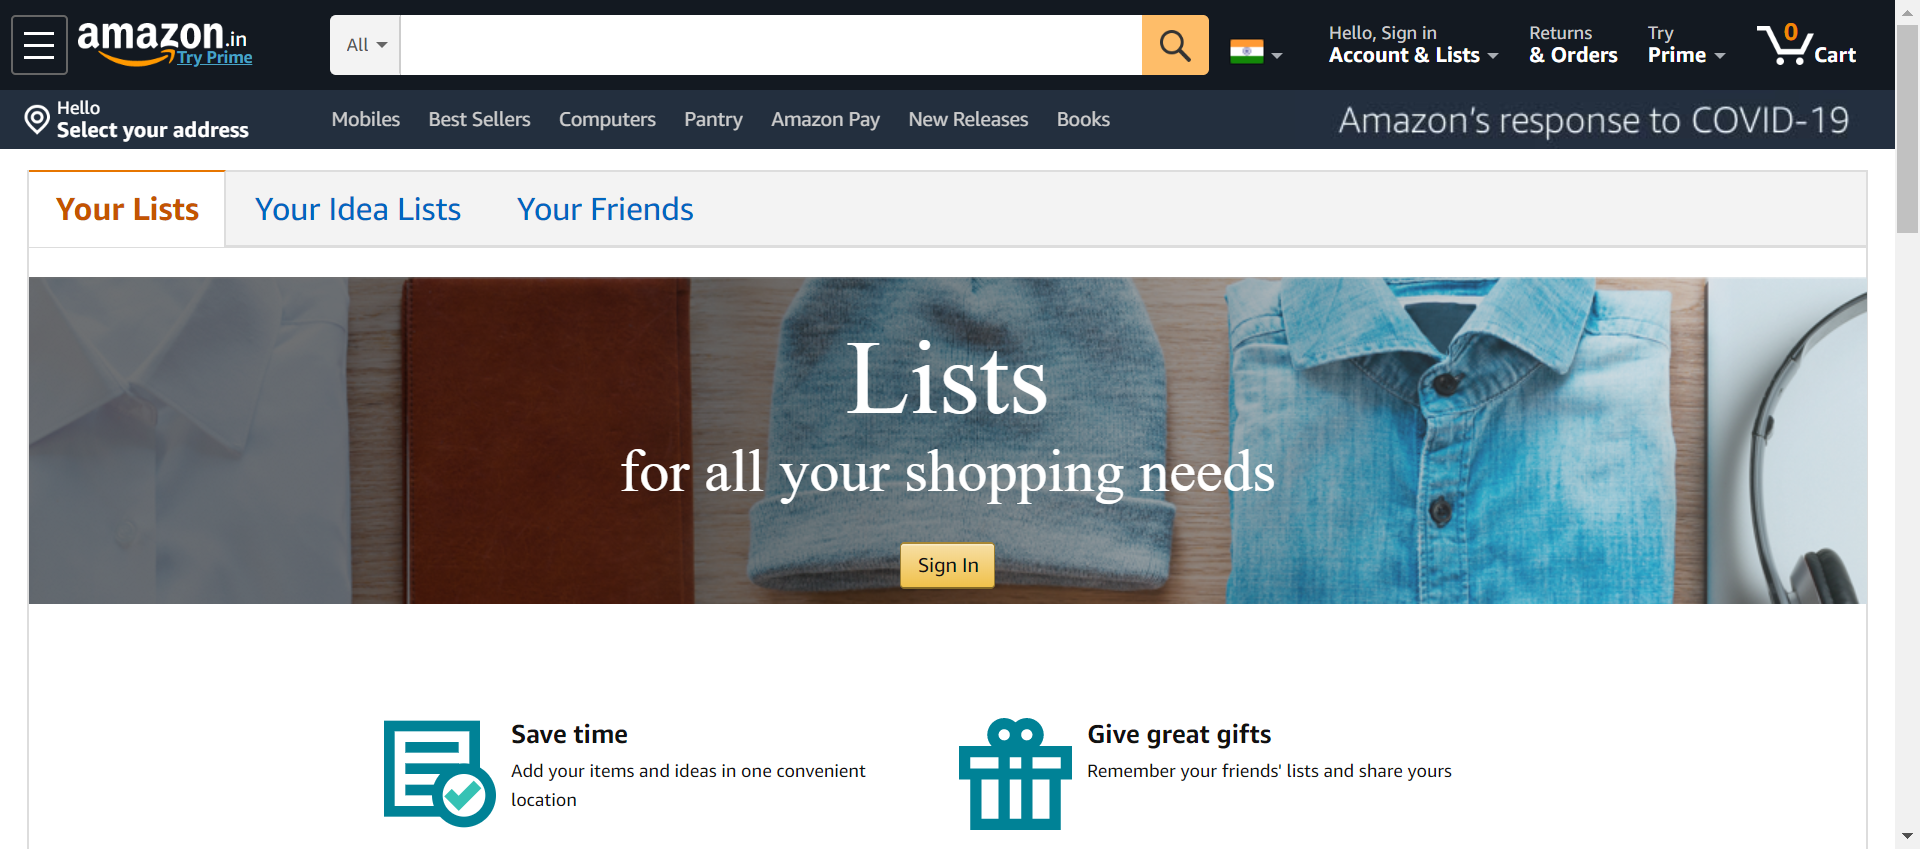 amazon.in
Try Prime
All
Hello, Sign in
Account & Lists
Returns
& Orders
Try
Prime
0
Cart
Hello
Select your address
Mobiles
Best Sellers
Computers
Pantry
Amazon Pay
New Releases
Books
Amazon's response to COVID-19
Your Lists
Your Idea Lists
Your Friends
Lists
for all your shopping needs
Sign In
Save time
Add your items and ideas in one convenient
location
Give great gifts
Remember your friends' lists and share yours